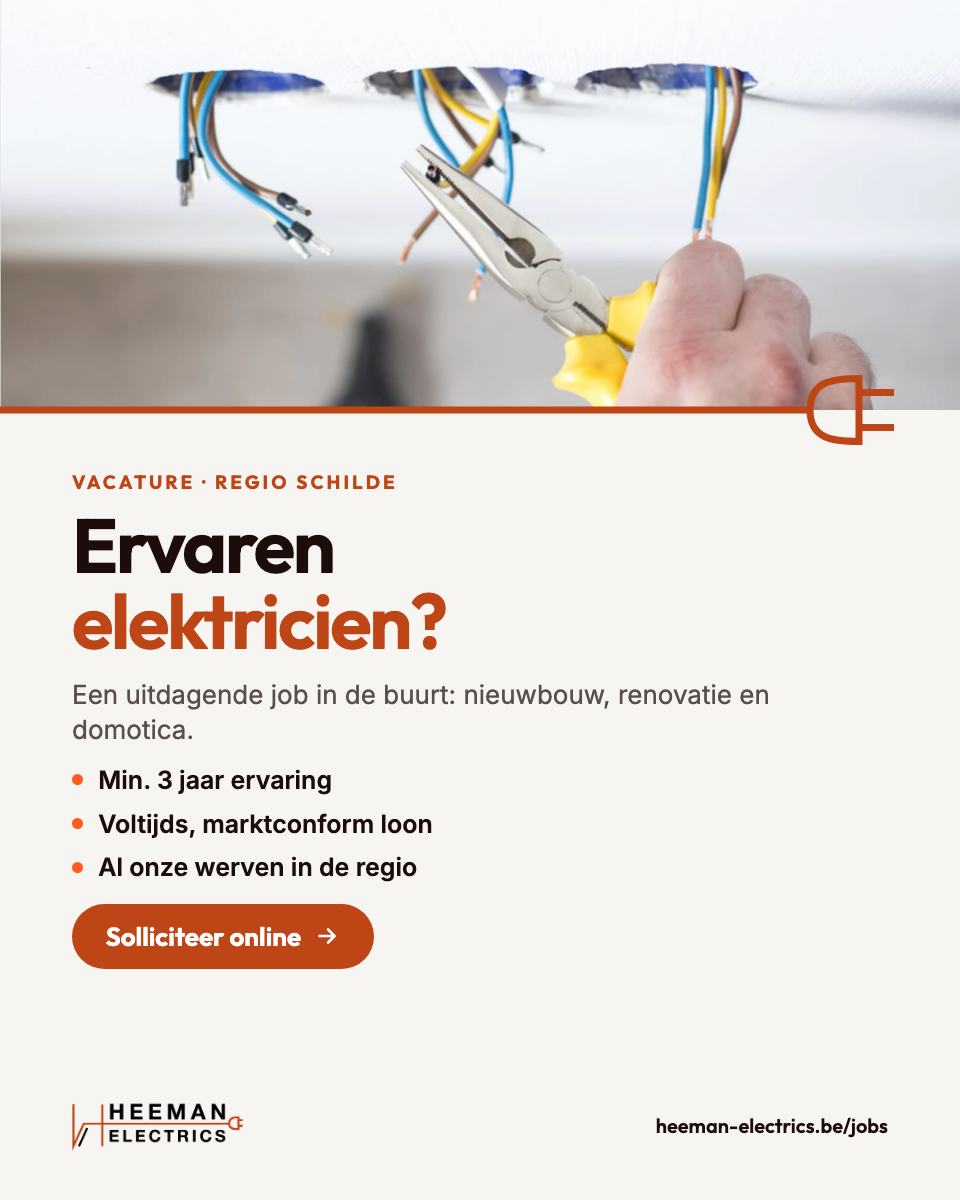 VACATURE · REGIO SCHILDE
Ervaren
elektricien?
Een uitdagende job in de buurt: nieuwbouw, renovatie en
domotica.
Min. 3 jaar ervaring
Voltijds, marktconform loon
Al onze werven in de regio
Solliciteer online →
HEEMAN
ELECTRICS
heeman-electrics.be/jobs